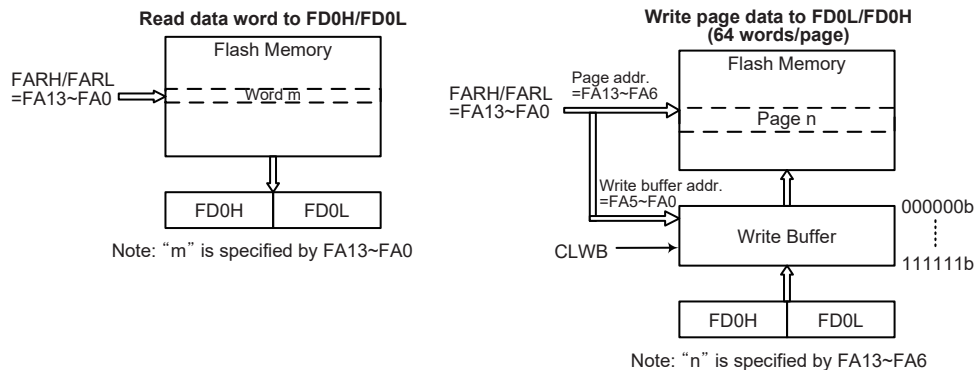 Read data word to FD0H/FD0L
Flash Memory
FARH/FARL
=FA13~FA0
Word m
FD0H FD0L
Note: “m” is specified by FA13~FA0
Write page data to FD0L/FD0H
(64 words/page)
Flash Memory
FARH/FARL
=FA13~FA0
Page addr.
=FA13~FA6
Page n
Write buffer addr.
=FA5~FA0
CLWB
Write Buffer
000000b
111111b
FD0H FD0L
Note: “n” is specified by FA13~FA6